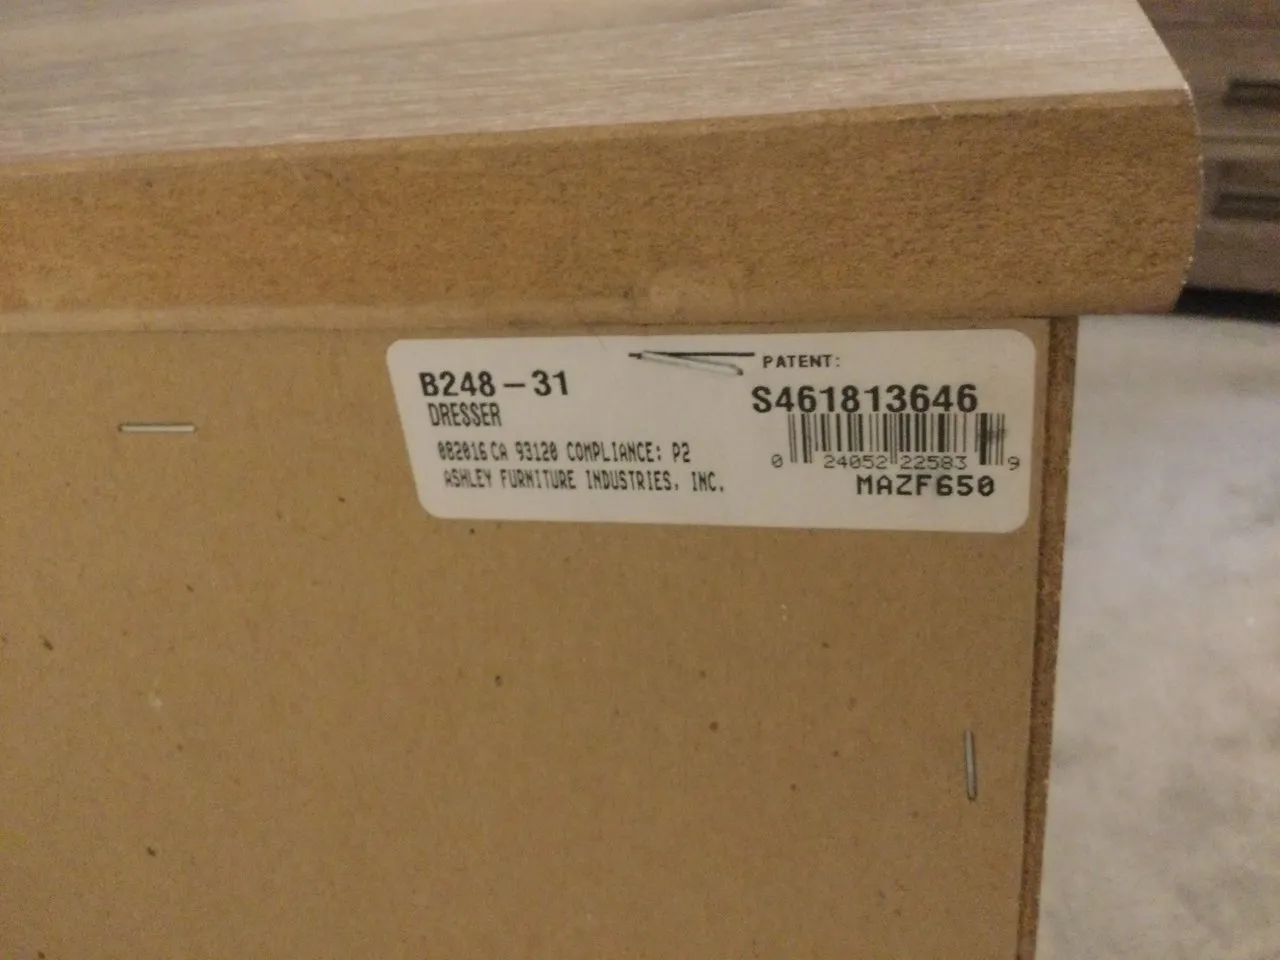 B248-31
DRESSER
082016 CA 93120 COMPLIANCE: P2
ASHLEY FURNITURE INDUSTRIES, INC.
PATENT:
S461813646
0 24052 22583 9
MAZF650